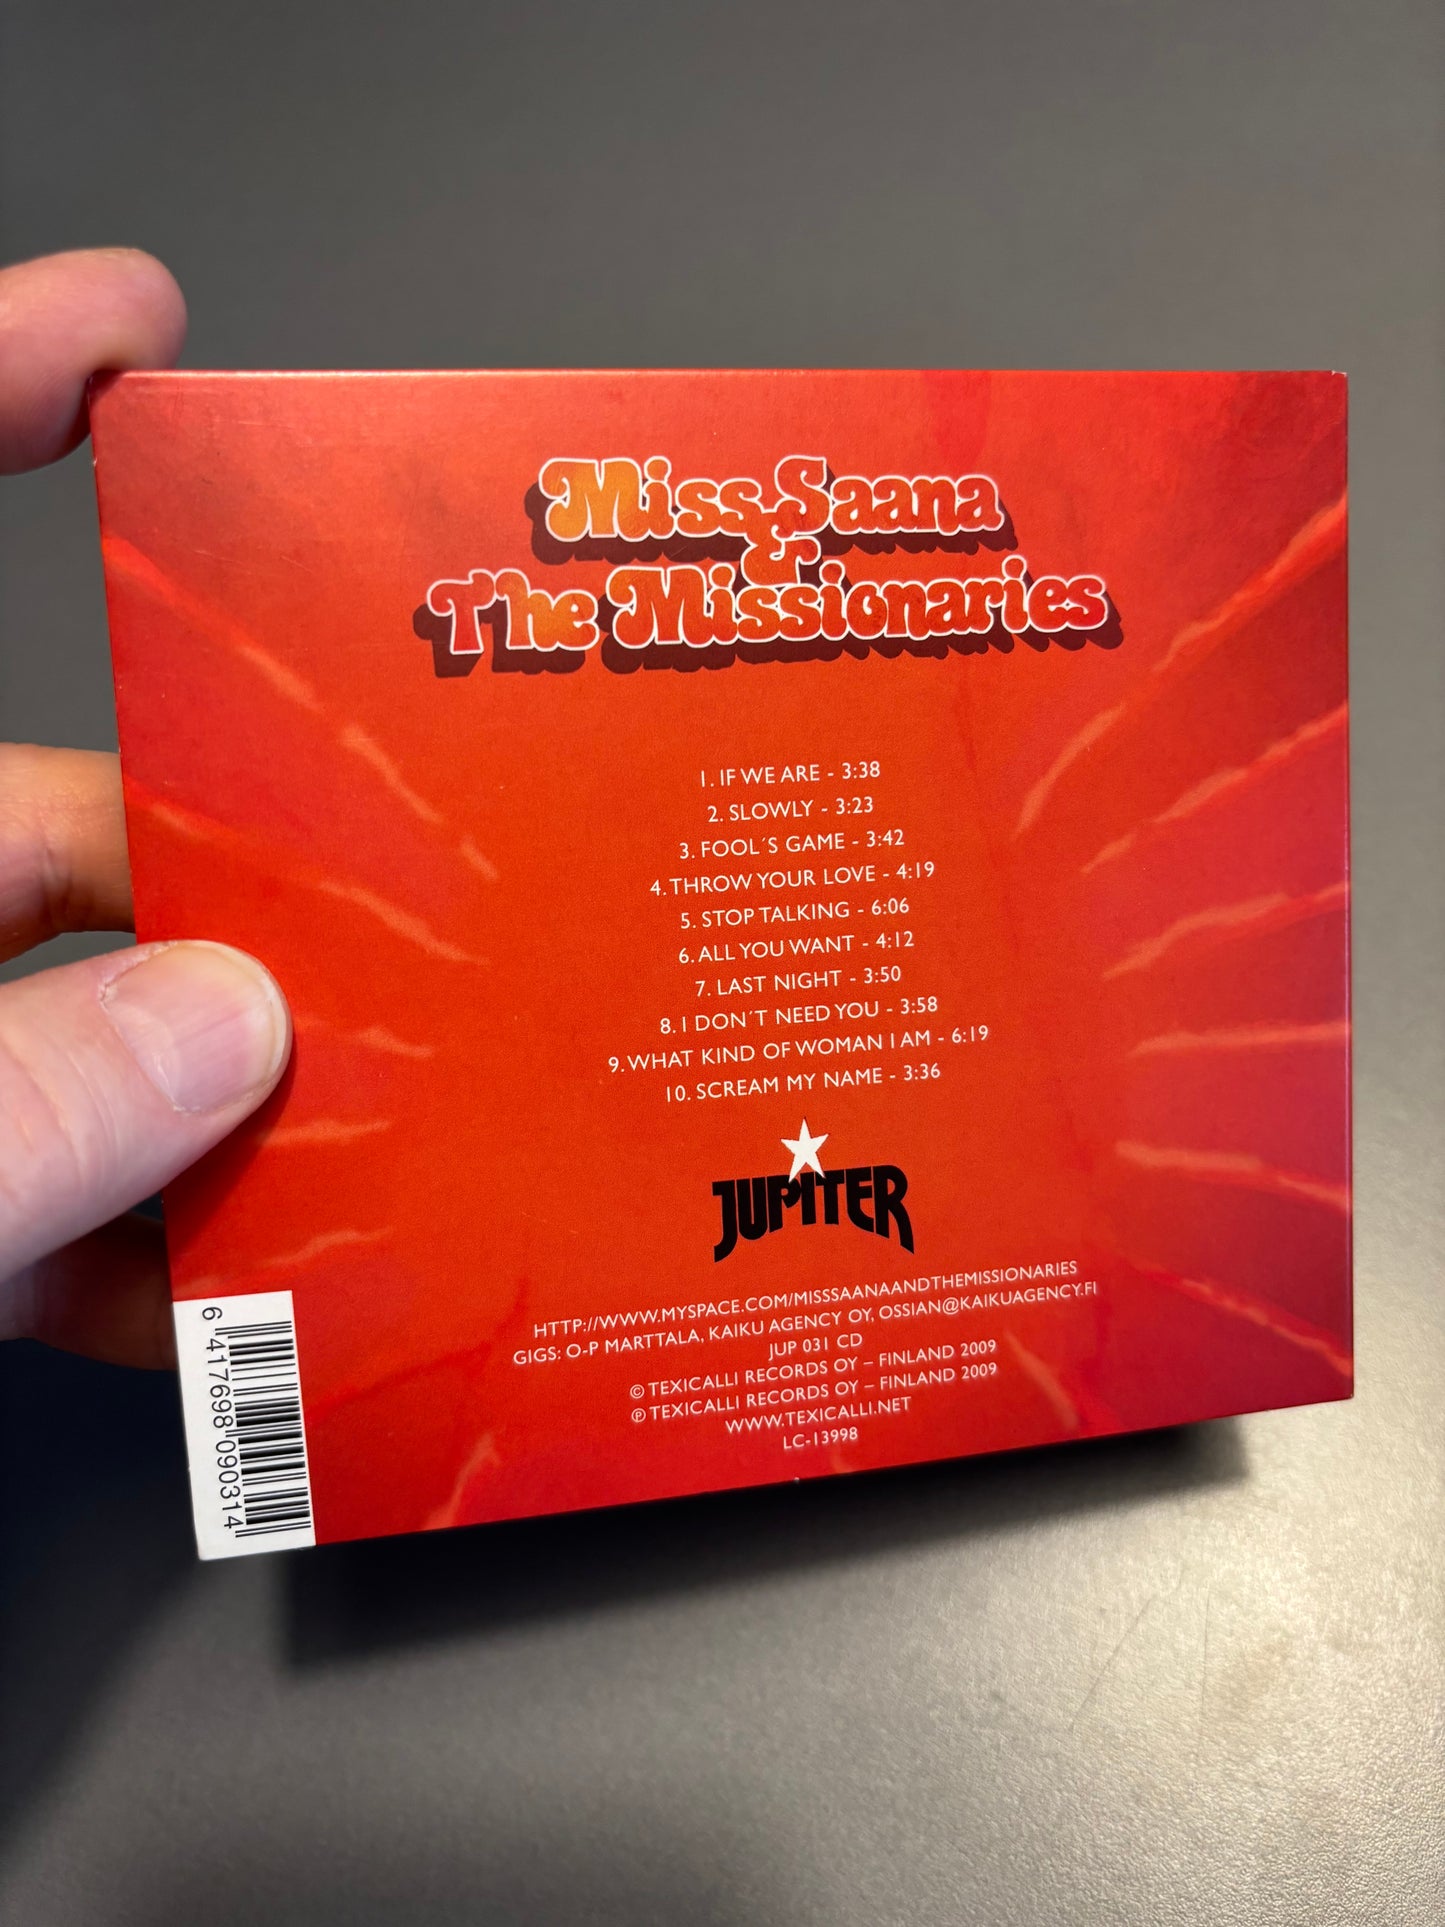 Miss Saana
&
The Missionaries
1. IF WE ARE - 3:38
2. SLOWLY - 3:23
3. FOOL´S GAME - 3:42
4. THROW YOUR LOVE - 4:19
5. STOP TALKING - 6:06
6. ALL YOU WANT - 4:12
7. LAST NIGHT - 3:50
8. I DON´T NEED YOU - 3:58
9. WHAT KIND OF WOMAN I AM - 6:19
10. SCREAM MY NAME - 3:36
JUPITER
HTTP://WWW.MYSPACE.COM/MISSSAANAANDTHEMISSIONARIES
GIGS: O-P MARTTALA, KAIKU AGENCY OY, OSSIAN@KAIKUAGENCY.FI
JUP 031 CD
© TEXICALLI RECORDS OY – FINLAND 2009
℗ TEXICALLI RECORDS OY – FINLAND 2009
WWW.TEXICALLI.NET
LC-13998
6 417698 090314